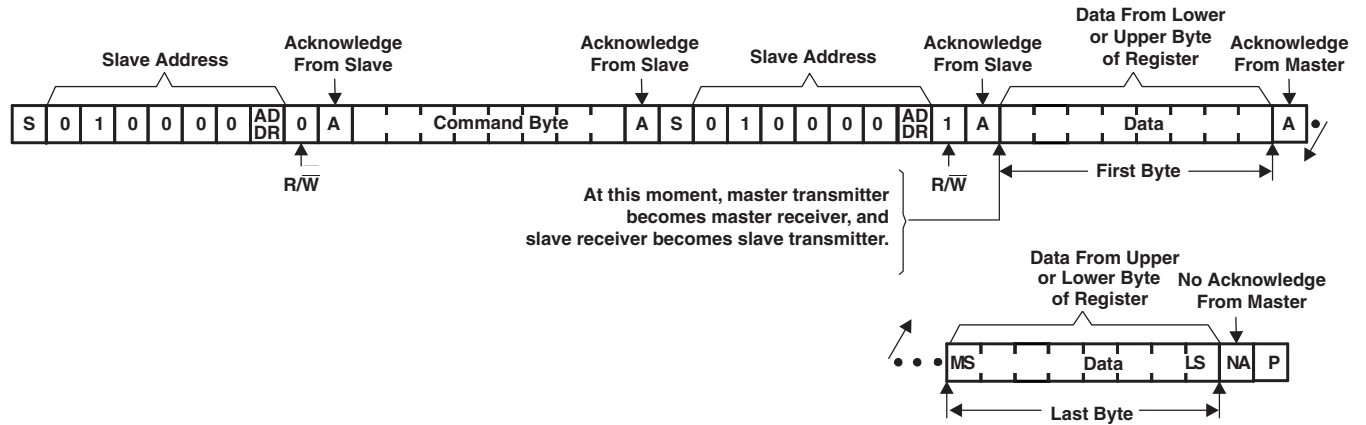 Slave Address
Acknowledge
From Slave
Acknowledge
From Slave
Slave Address
Acknowledge
From Slave
Data From Lower
or Upper Byte
of Register
Acknowledge
From Master
S 0 1 0 0 0 0 AD DR 0 A Command Byte A S 0 1 0 0 0 0 AD DR 1 A Data A
R/W̅
R/W̅
First Byte
At this moment, master transmitter
becomes master receiver, and
slave receiver becomes slave transmitter.
Data From Upper
or Lower Byte
of Register
No Acknowledge
From Master
MS Data LS NA P
Last Byte